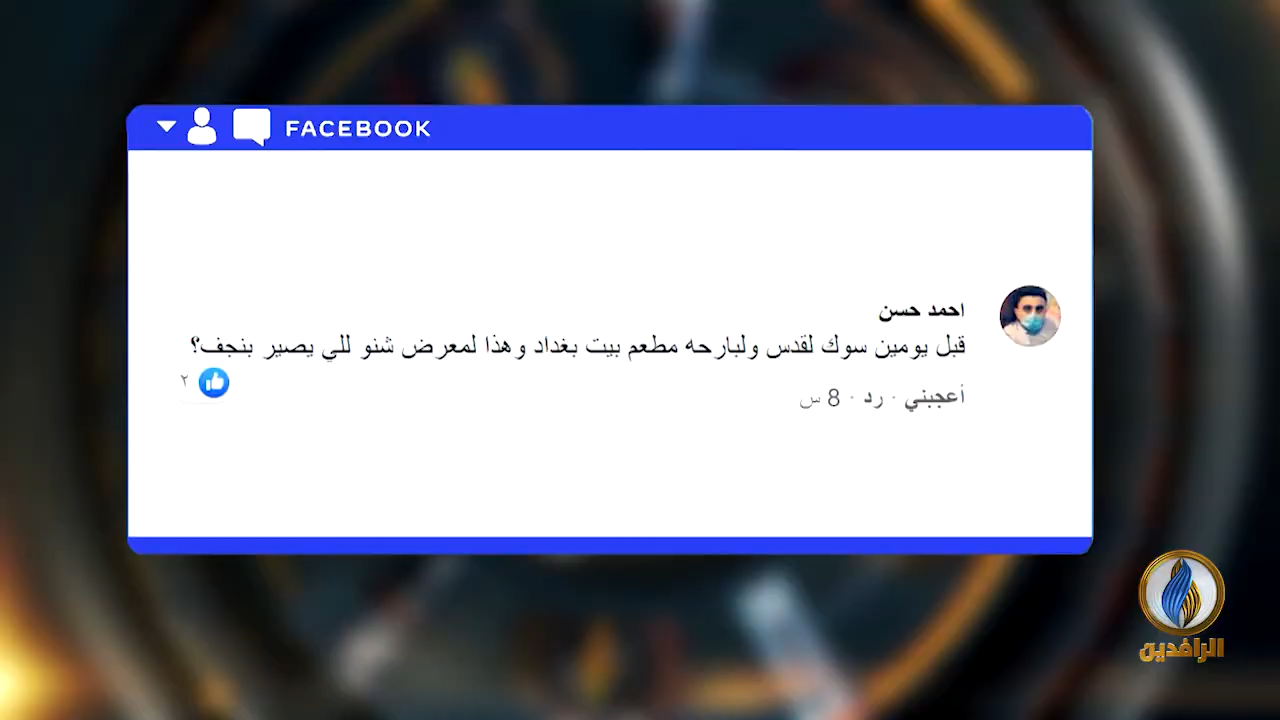 FACEBOOK
احمد حسن
قبل يومين سوك لقدس ولبارحه مطعم بيت بغداد وهذا لمعرض شنو للي يصير بنجف؟
٢
أعجبني · رد · 8 س
الرافدين